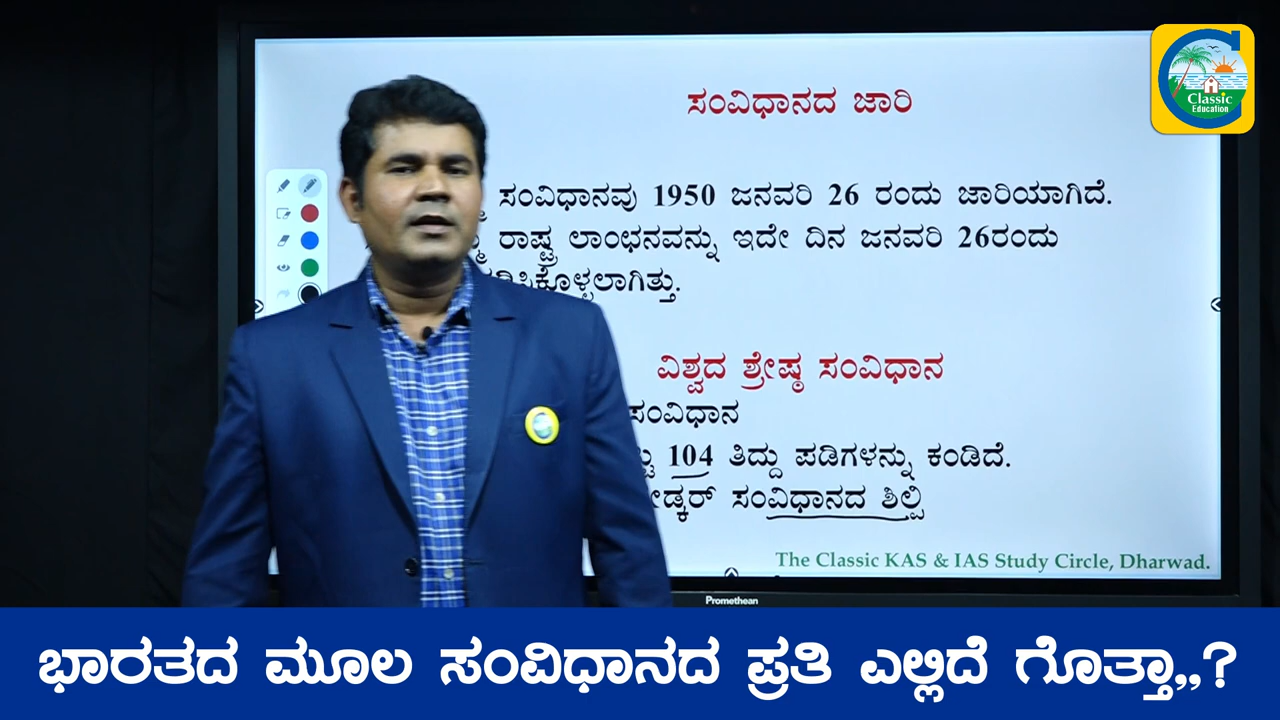 Classic
Education
ಸಂವಿಧಾನದ ಜಾರಿ
ಸಂವಿಧಾನವು 1950 ಜನವರಿ 26 ರಂದು ಜಾರಿಯಾಗಿದೆ.
ರಾಷ್ಟ್ರ ಲಾಂಛನವನ್ನು ಇದೇ ದಿನ ಜನವರಿ 26ರಂದು
ವಿಶ್ವದ ಶ್ರೇಷ್ಠ ಸಂವಿಧಾನ
ಸಂವಿಧಾನ
104 ತಿದ್ದು ಪಡಿಗಳನ್ನು ಕಂಡಿದೆ.
ಸಂವಿಧಾನದ ಶಿಲ್ಪಿ
The Classic KAS & IAS Study Circle, Dharwad.
Promethean
ಭಾರತದ ಮೂಲ ಸಂವಿಧಾನದ ಪ್ರತಿ ಎಲ್ಲಿದೆ ಗೊತ್ತಾ,,?